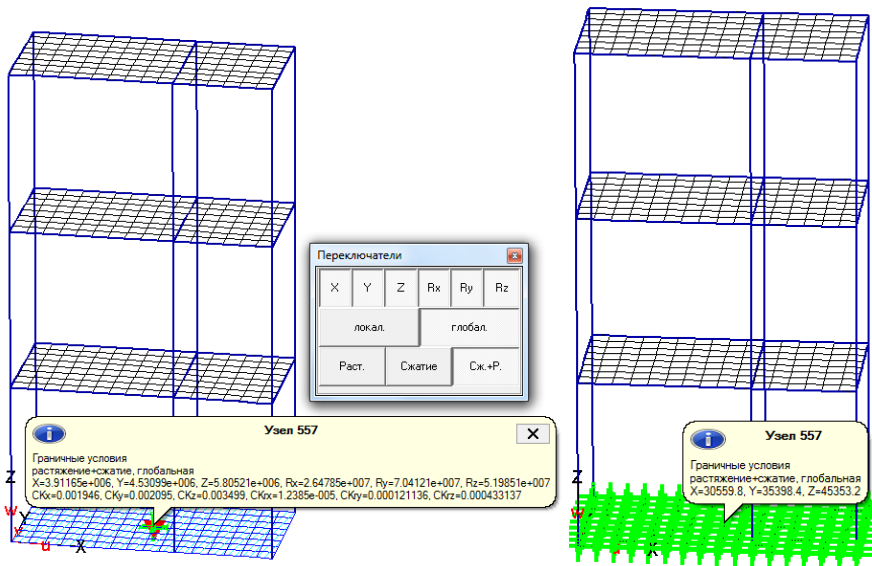 Переключатели
X Y Z Rx Ry Rz
локал. глобал.
Раст. Сжатие Сж.+Р.
Узел 557
Граничные условия
растяжение+сжатие, глобальная
X=3.91165e+006, Y=4.53099e+006, Z=5.80521e+006, Rx=2.64785e+007, Ry=7.04121e+007, Rz=5.19851e+007
CKx=0.001946, CKy=0.002095, CKz=0.003499, CKrx=1.2385e-005, CKry=0.000121136, CKrz=0.000433137
Z
w
Y
v
u X
Узел 557
Граничные условия
растяжение+сжатие, глобальная
X=30559.8, Y=35398.4, Z=45353.2
Z
w
X